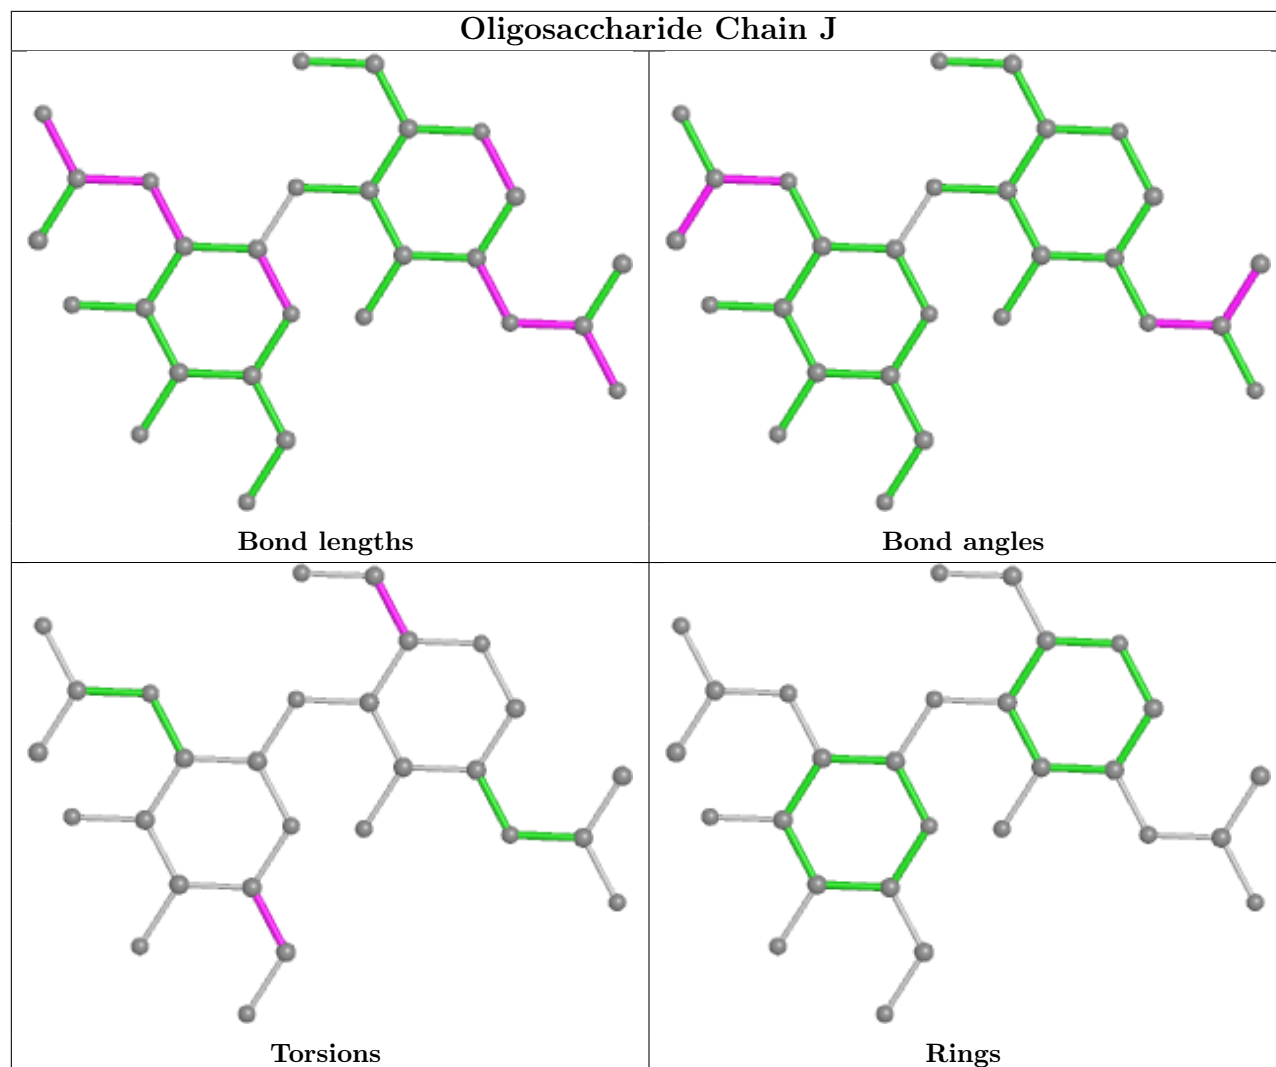 Oligosaccharide Chain J
Bond lengths
Bond angles
Torsions
Rings